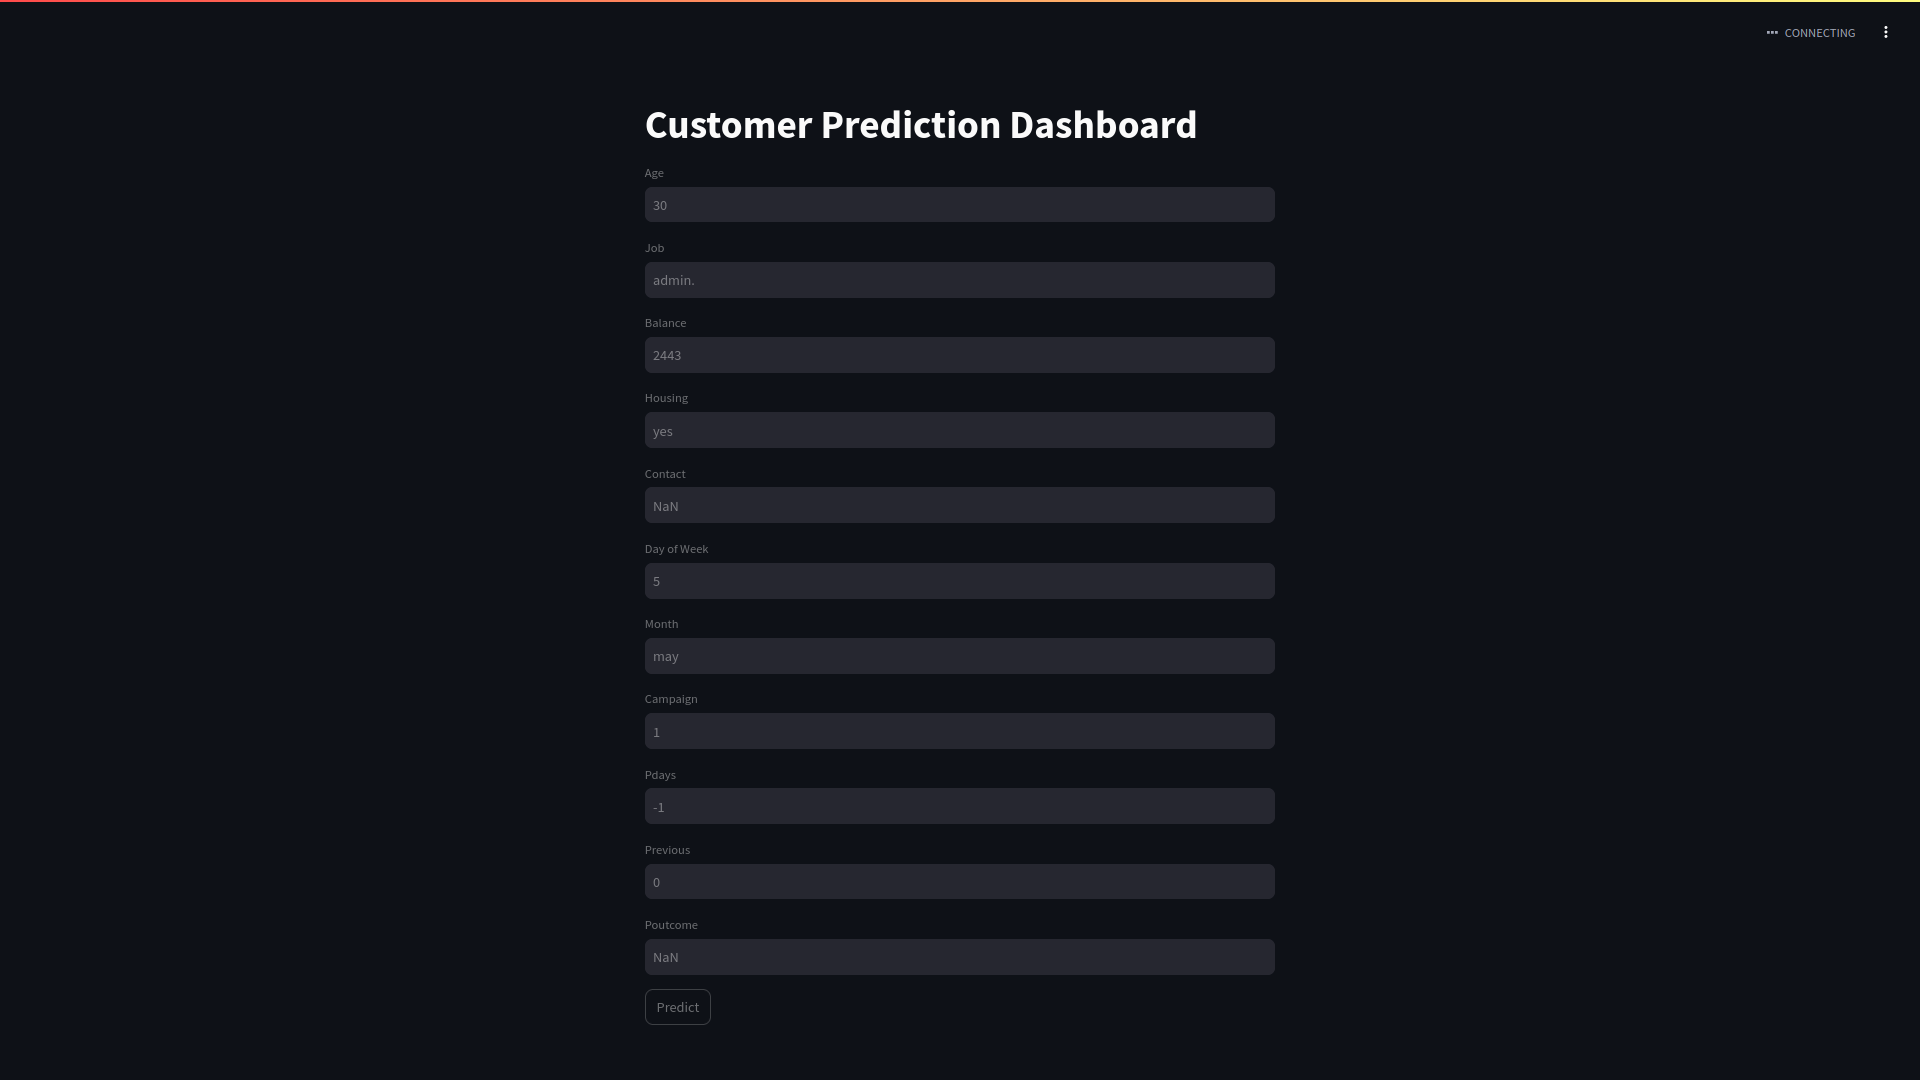 CONNECTING
Customer Prediction Dashboard
Age
30
Job
admin.
Balance
2443
Housing
yes
Contact
NaN
Day of Week
5
Month
may
Campaign
1
Pdays
-1
Previous
0
Poutcome
NaN
Predict